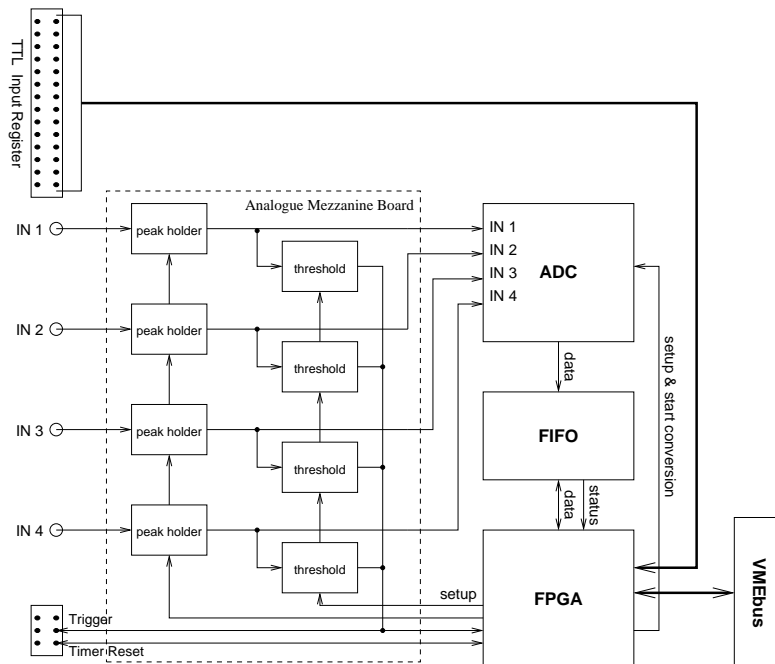 TTL Input Register
Analogue Mezzanine Board
IN 1
peak holder
IN 1
IN 2
threshold
ADC
IN 3
IN 4
IN 2
peak holder
threshold
data
setup & start conversion
IN 3
peak holder
FIFO
threshold
data
status
IN 4
peak holder
threshold
setup
FPGA
VMEbus
Trigger
Timer Reset